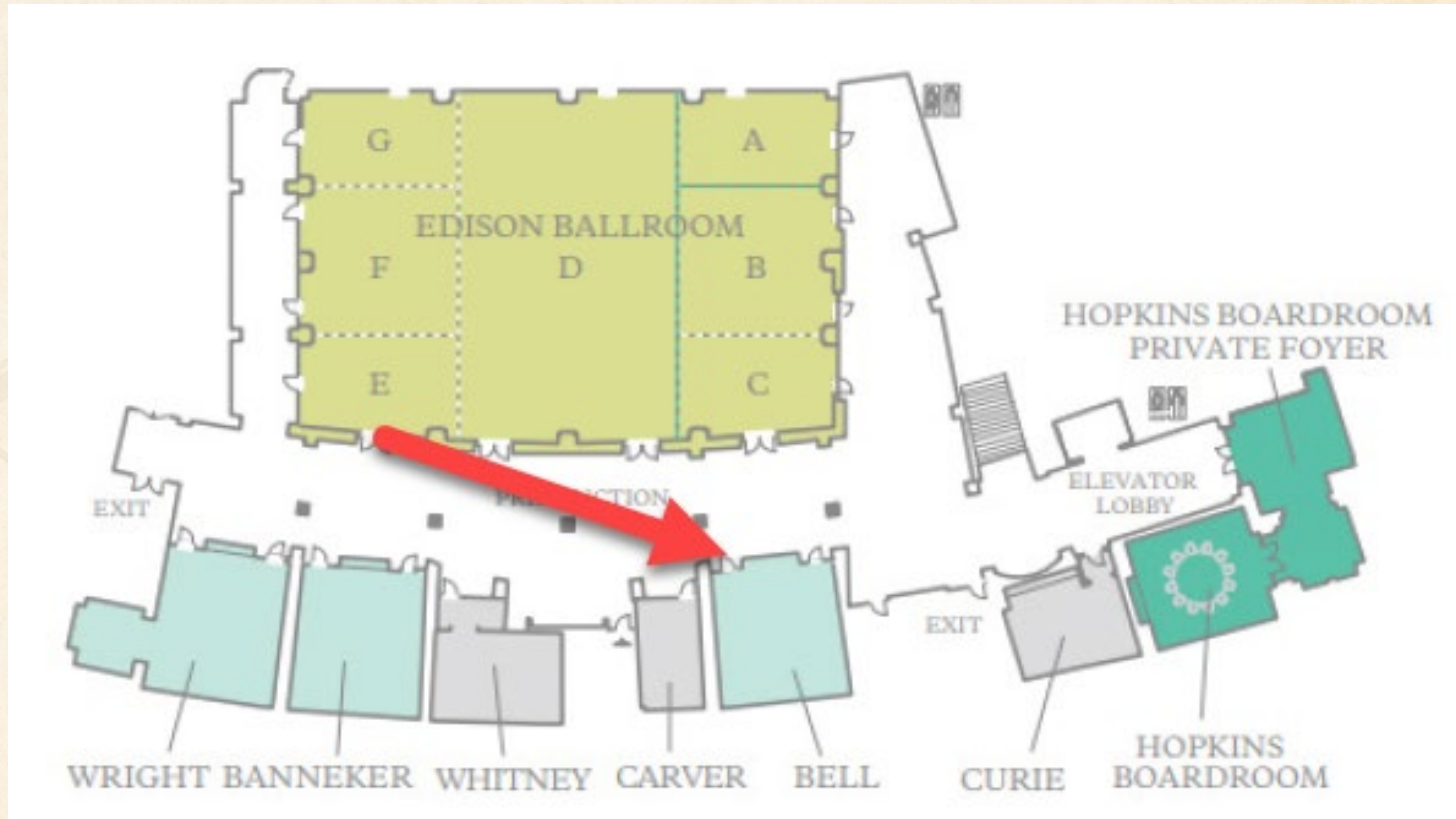 G
A
EDISON BALLROOM
F
D
B
HOPKINS BOARDROOM
PRIVATE FOYER
E
C
ELEVATOR
LOBBY
EXIT
EXIT
WRIGHT
BANNEKER
WHITNEY
CARVER
BELL
CURIE
HOPKINS
BOARDROOM